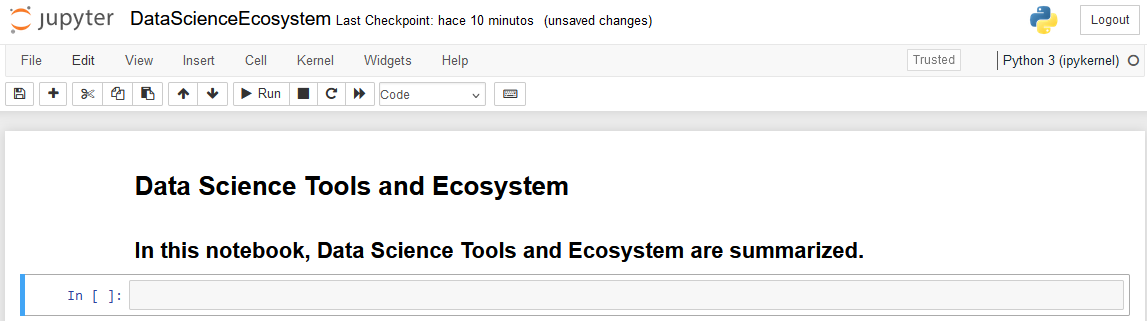 jupyter DataScienceEcosystem Last Checkpoint: hace 10 minutos (unsaved changes) Logout
File Edit View Insert Cell Kernel Widgets Help Trusted Python 3 (ipykernel)
Run Code
Data Science Tools and Ecosystem
In this notebook, Data Science Tools and Ecosystem are summarized.
In [ ]: